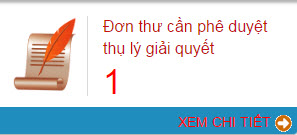 Đơn thư cần phê duyệt
thụ lý giải quyết
1
XEM CHI TIẾT